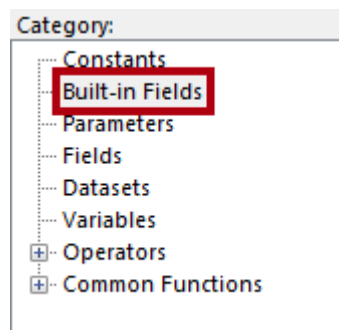 Category:
Constants
Built-in Fields
Parameters
Fields
Datasets
Variables
Operators
Common Functions